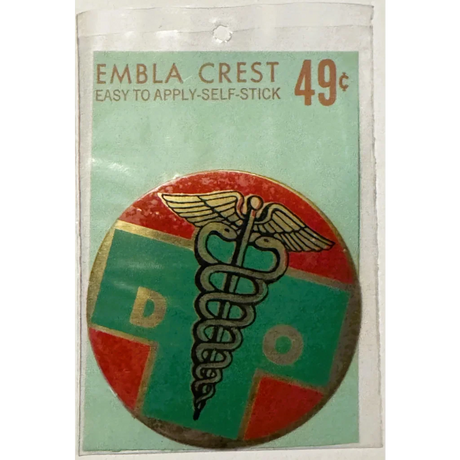 EMBLA CREST
EASY TO APPLY-SELF-STICK
49¢
D O